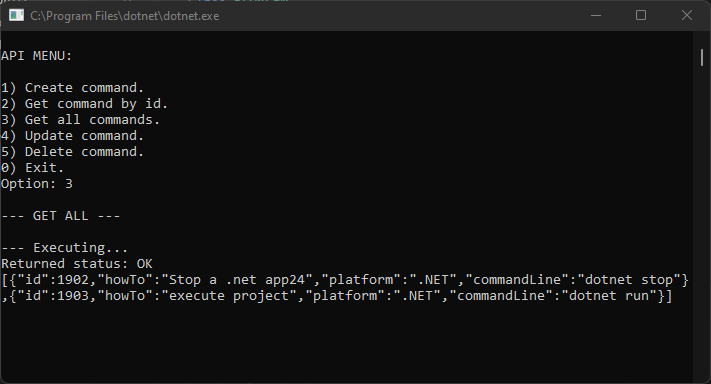 C:\Program Files\dotnet\dotnet.exe
API MENU:
1) Create command.
2) Get command by id.
3) Get all commands.
4) Update command.
5) Delete command.
0) Exit.
Option: 3
--- GET ALL ---
--- Executing...
Returned status: OK
[{"id":1902,"howTo":"Stop a .net app24","platform":".NET","commandLine":"dotnet stop"}
,{"id":1903,"howTo":"execute project","platform":".NET","commandLine":"dotnet run"}]